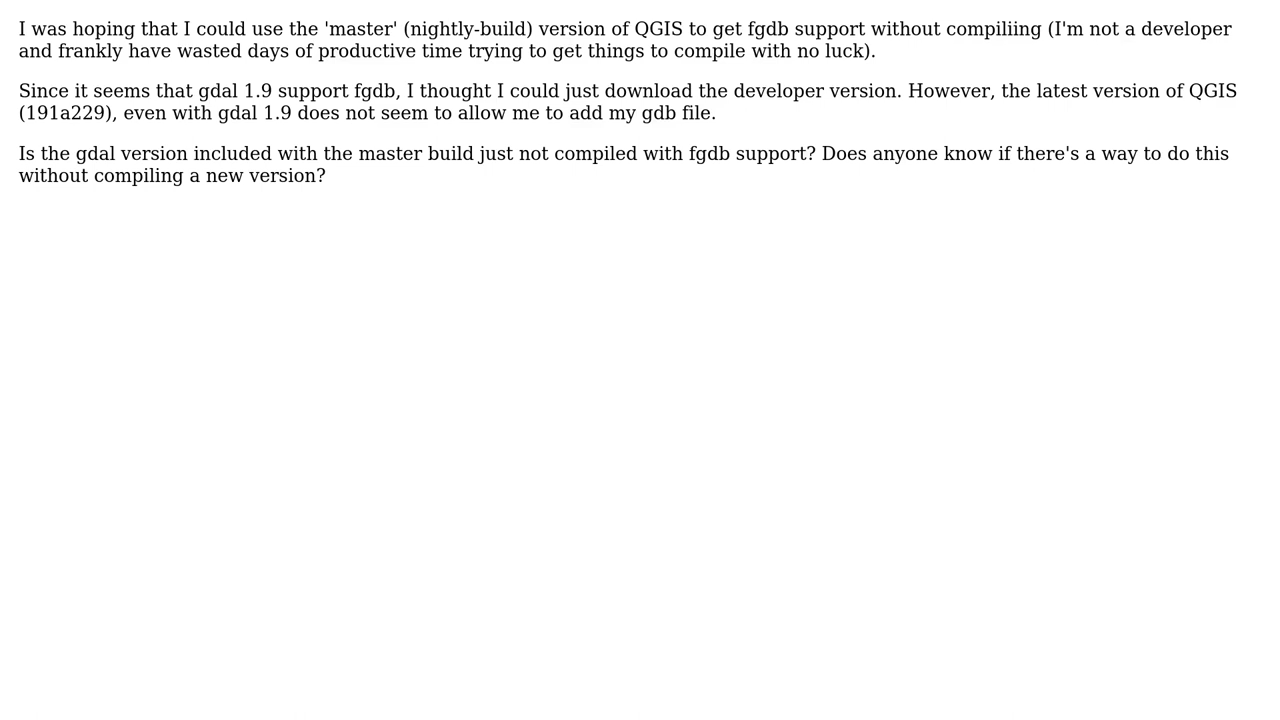 I was hoping that I could use the 'master' (nightly-build) version of QGIS to get fgdb support without compiliing (I'm not a developer
and frankly have wasted days of productive time trying to get things to compile with no luck).
Since it seems that gdal 1.9 support fgdb, I thought I could just download the developer version. However, the latest version of QGIS
(191a229), even with gdal 1.9 does not seem to allow me to add my gdb file.
Is the gdal version included with the master build just not compiled with fgdb support? Does anyone know if there's a way to do this
without compiling a new version?